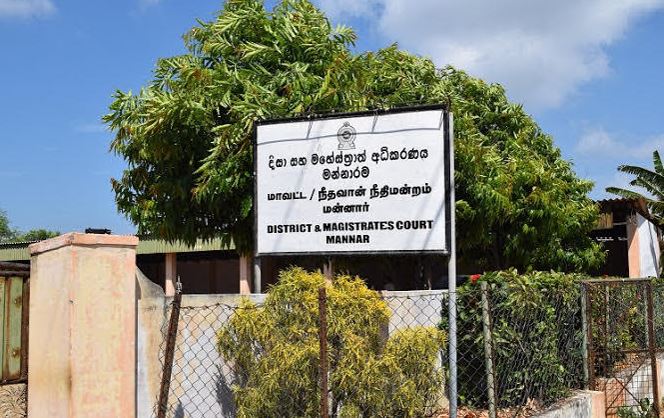 දිසා සහ මහේස්ත්‍රාත් අධිකරණය
මන්නාරම
மாவட்ட / நீதவான் நீதிமன்றம்
மன்னார்
DISTRICT & MAGISTRATES COURT
MANNAR